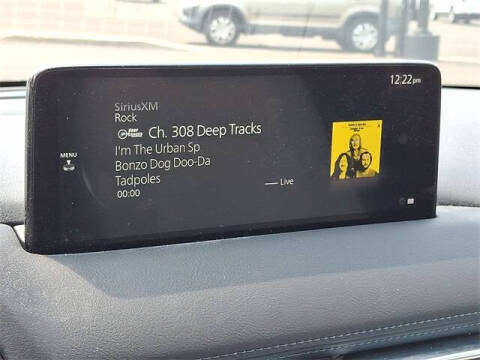 12:22pm
SiriusXM
Rock
Ch. 308 Deep Tracks
I'm The Urban Sp
Bonzo Dog Doo-Da
Tadpoles
00:00
Live
MENU